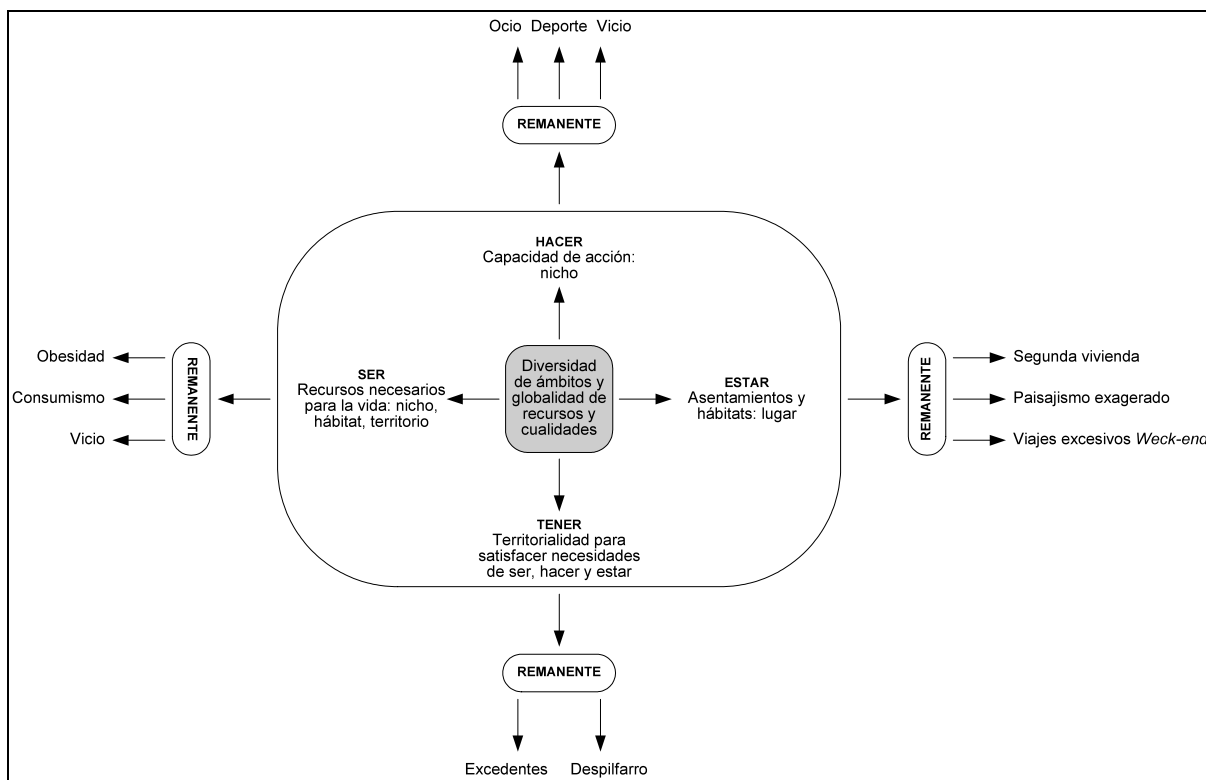 Ocio Deporte Vicio
REMANENTE
HACER
Capacidad de acción:
nicho
Obesidad
Consumismo
Vicio
REMANENTE
SER
Recursos necesarios
para la vida: nicho,
hábitat, territorio
Diversidad
de ámbitos y
globalidad de
recursos y
cualidades
ESTAR
Asentamientos y
hábitats: lugar
REMANENTE
Segunda vivienda
Paisajismo exagerado
Viajes excesivos Weck-end
TENER
Territorialidad para
satisfacer necesidades
de ser, hacer y estar
REMANENTE
Excedentes Despilfarro